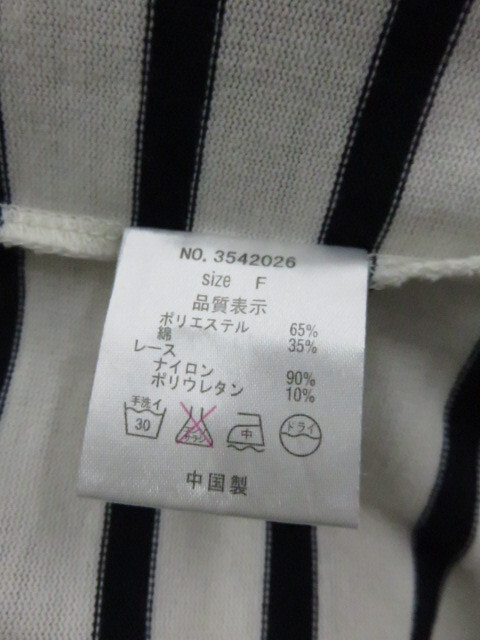 NO. 3542026
size F
品質表示
ポリエステル 65%
綿 35%
レース
ナイロン 90%
ポリウレタン 10%
手洗イ 30 中 ドライ
中国製